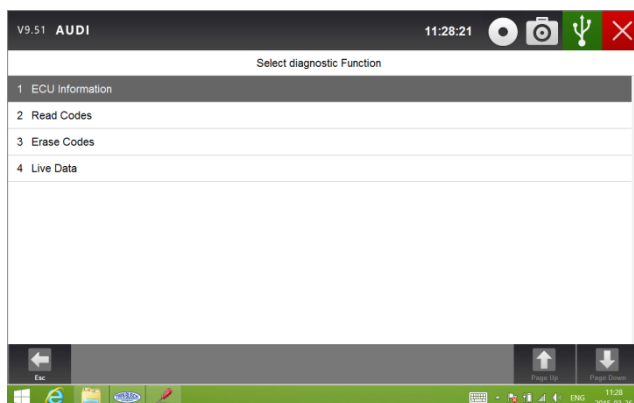 V9.51 AUDI 11:28:21
Select diagnostic Function
1 ECU Information
2 Read Codes
3 Erase Codes
4 Live Data
Esc Page Up Page Down
ENG 11:28